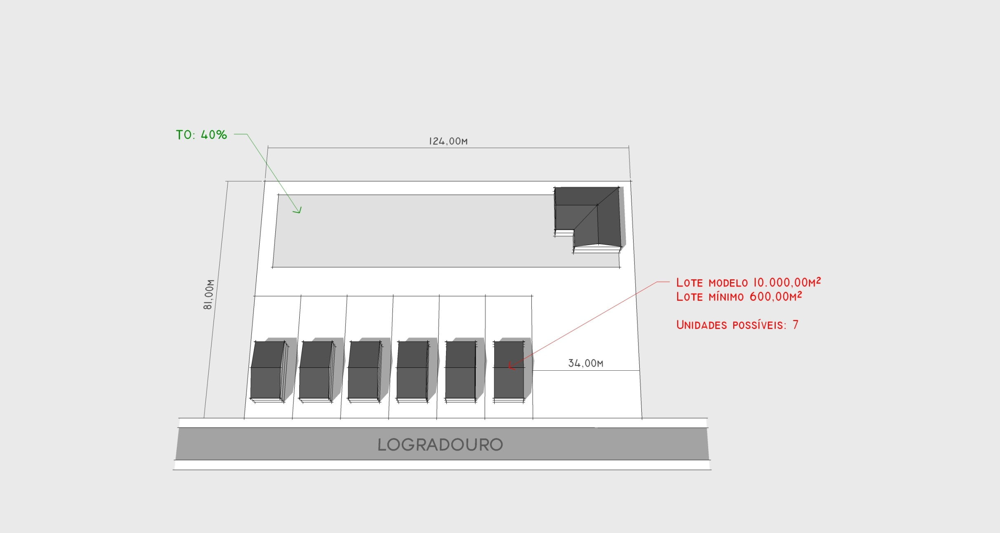 TO: 40%
124,00M
81,00M
LOTE MODELO 10.000,00M²
LOTE MÍNIMO 600,00M²
UNIDADES POSSÍVEIS: 7
34,00M
LOGRADOURO